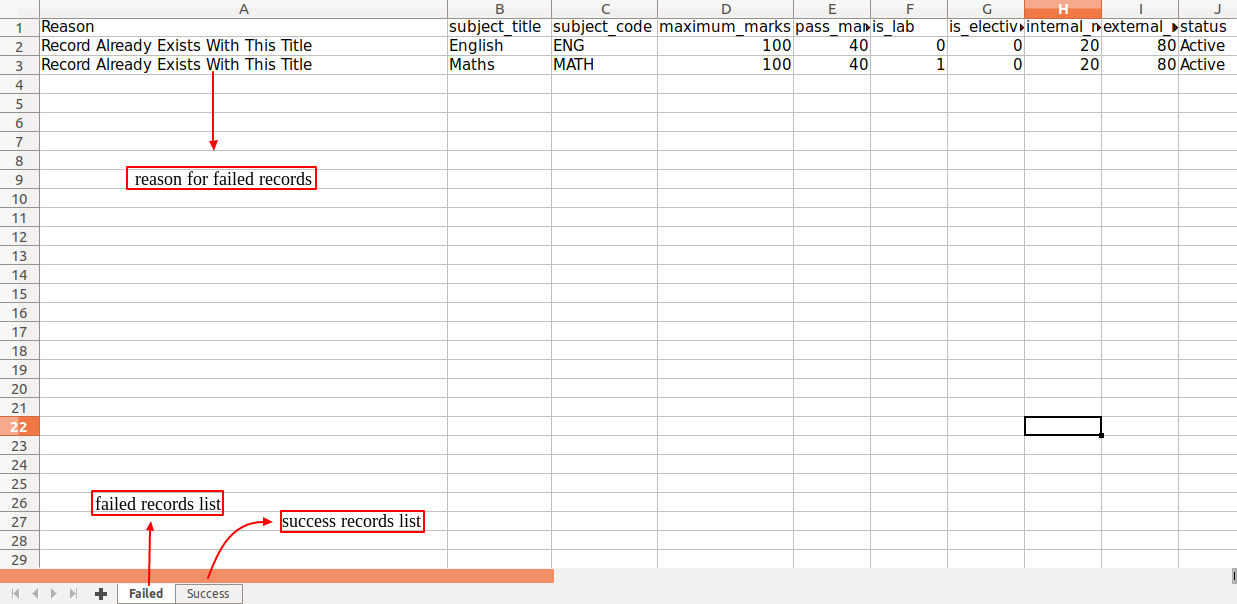 A B C D E F G H I J
1 Reason subject_title subject_code maximum_marks pass_mar is_lab is_electiv internal_m external_ status
2 Record Already Exists With This Title English ENG 100 40 0 0 20 80 Active
3 Record Already Exists With This Title Maths MATH 100 40 1 0 20 80 Active
4
5
6
7
8
9 reason for failed records
10
11
12
13
14
15
16
17
18
19
20
21
22
23
24
25
26 failed records list
27 success records list
28
29
Failed Success